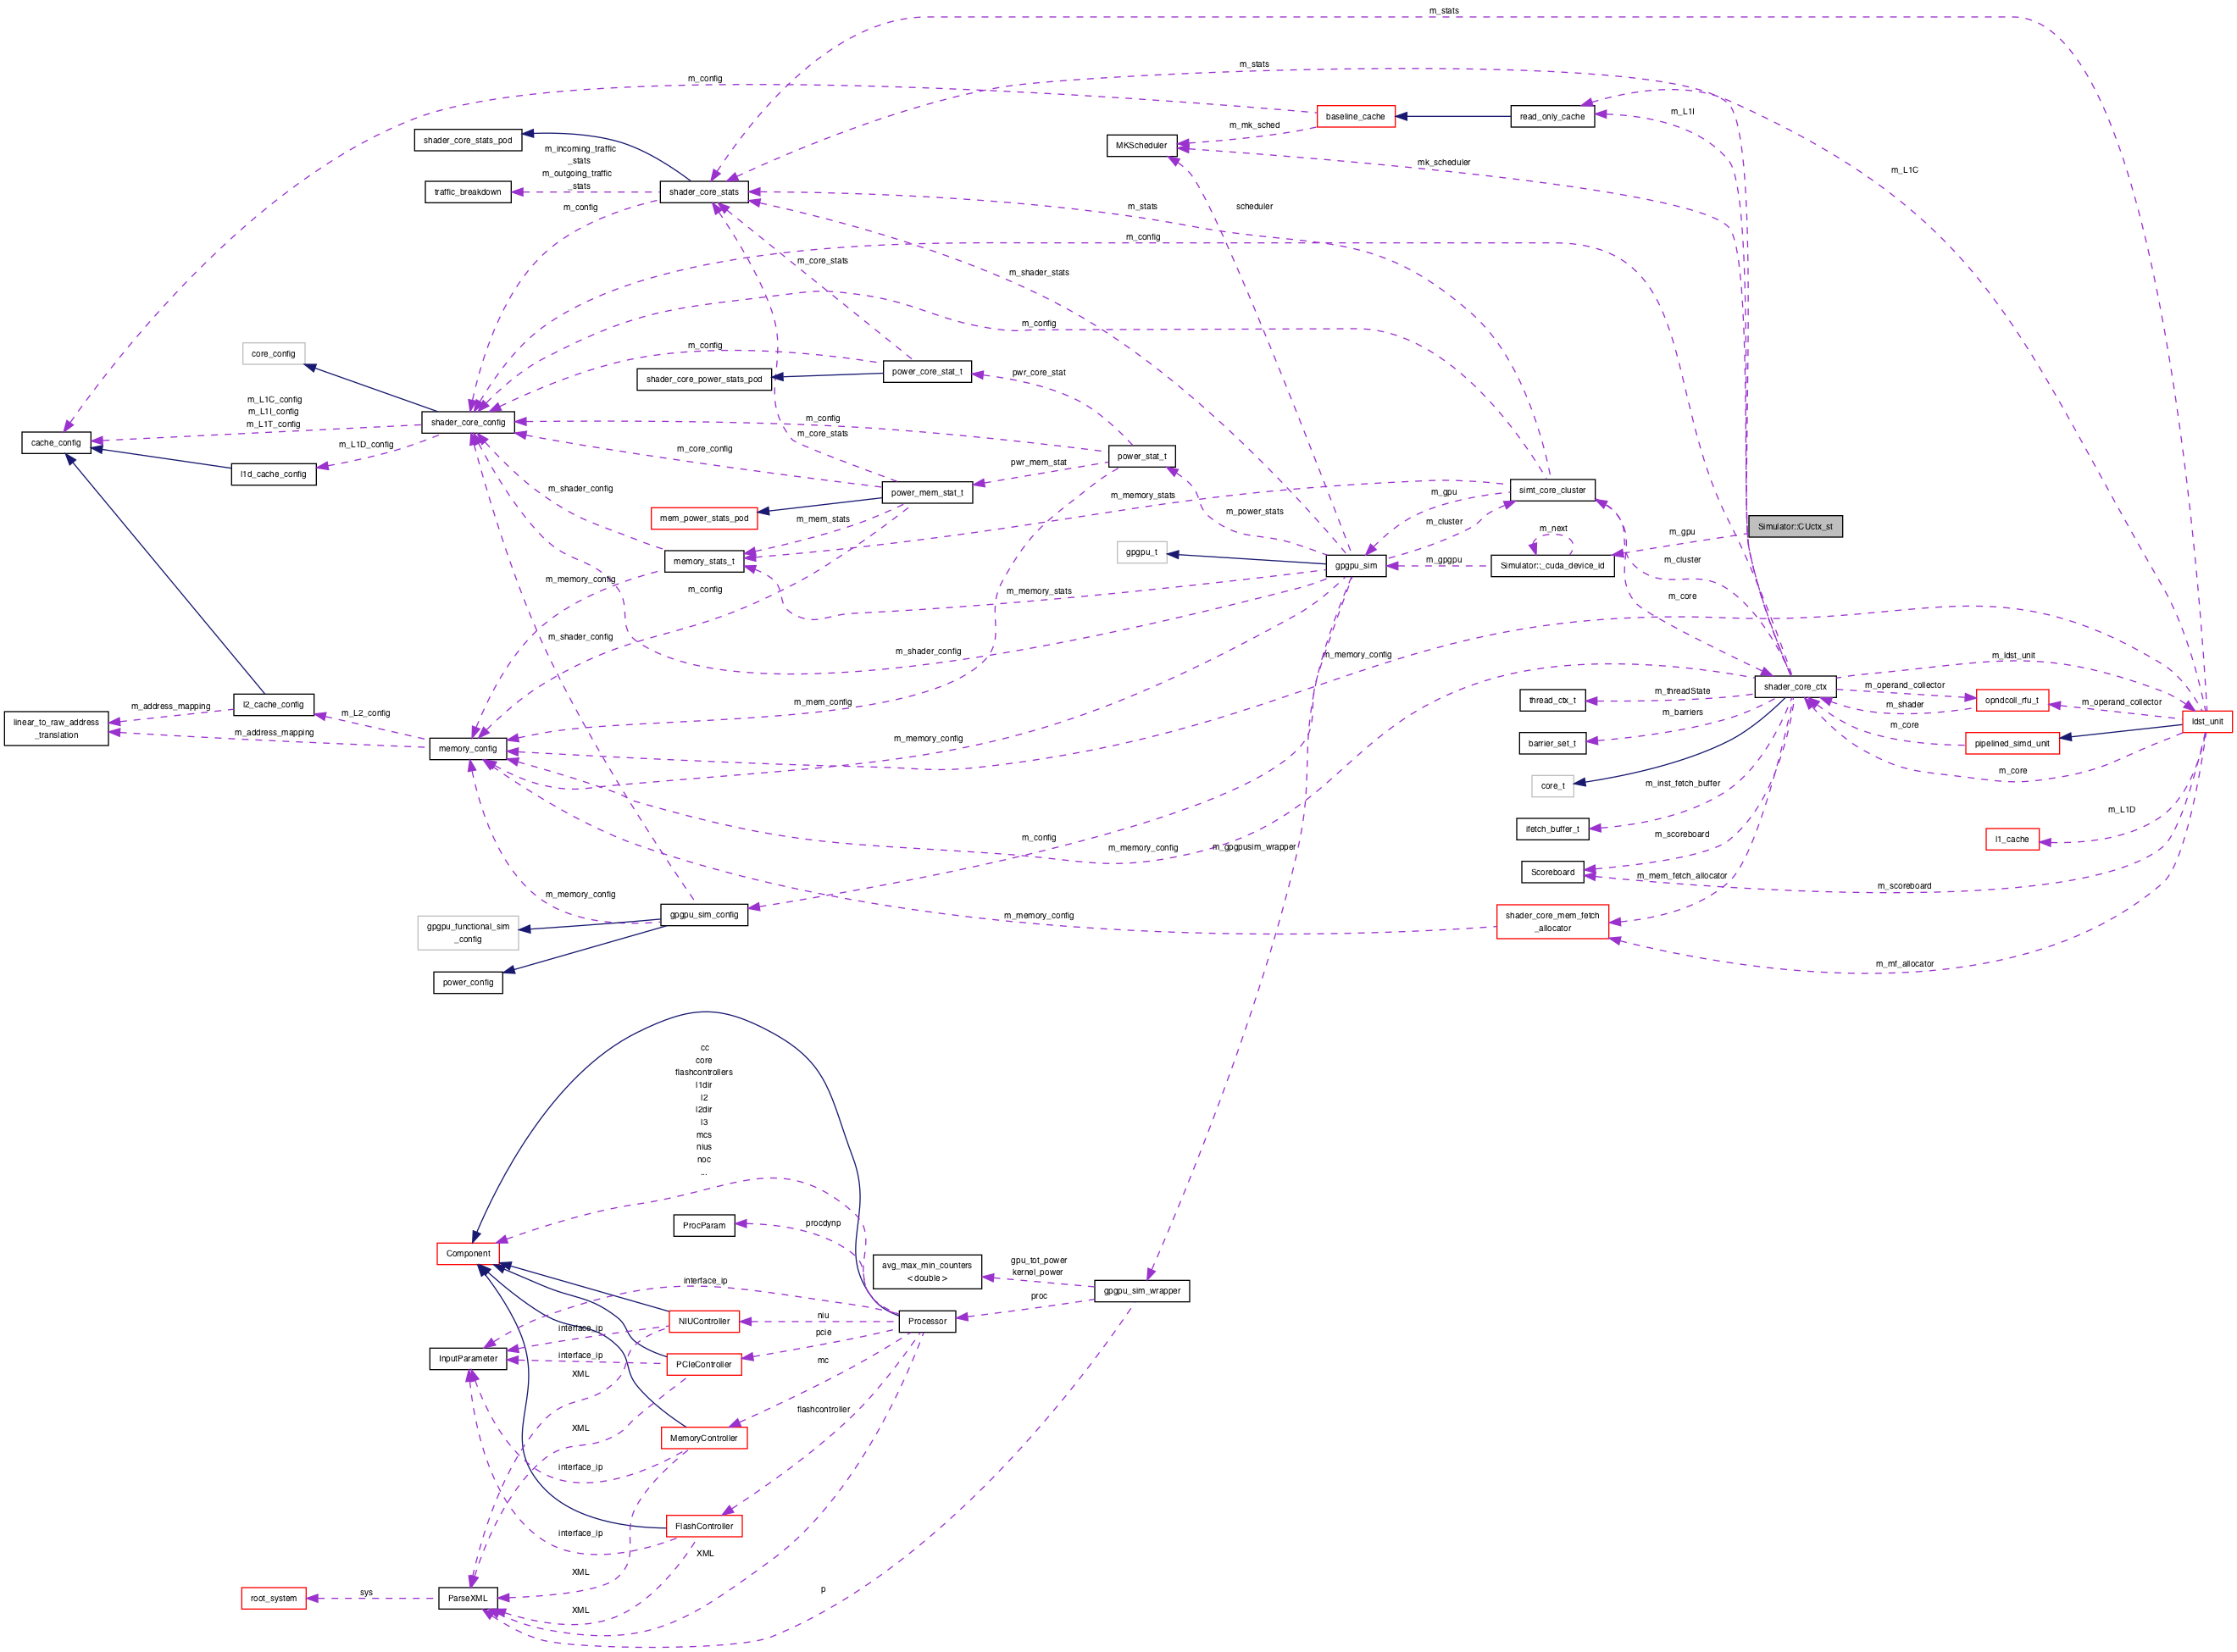 m_stats
m_stats
m_config
baseline_cache
read_only_cache
m_L1I
m_mk_sched
shader_core_stats_pod
MKScheduler
m_incoming_traffic
_stats
m_outgoing_traffic
_stats
mk_scheduler
m_L1C
traffic_breakdown
shader_core_stats
m_config
m_stats
scheduler
m_config
m_core_stats
m_shader_stats
m_config
core_config
m_config
power_core_stat_t
shader_core_power_stats_pod
pwr_core_stat
m_L1C_config
m_L1I_config
m_L1T_config
shader_core_config
m_config
m_core_stats
cache_config
m_L1D_config
l1d_cache_config
m_core_config
power_stat_t
pwr_mem_stat
power_mem_stat_t
m_shader_config
m_memory_stats
m_gpu
simt_core_cluster
m_power_stats
m_cluster
mem_power_stats_pod
m_mem_stats
m_next
Simulator::CUctx_st
m_gpu
gpgpu_t
memory_stats_t
gpgpu_sim
m_gpgpu
Simulator::_cuda_device_id
m_cluster
m_memory_config
m_config
m_memory_stats
m_core
m_shader_config
m_shader_config
m_memory_config
m_ldst_unit
shader_core_ctx
m_operand_collector
m_threadState
thread_ctx_t
opndcoll_rfu_t
m_operand_collector
m_shader
l2_cache_config
m_address_mapping
m_L2_config
m_mem_config
m_barriers
ldst_unit
linear_to_raw_address
_translation
m_address_mapping
memory_config
m_memory_config
barrier_set_t
m_core
pipelined_simd_unit
m_core
core_t
m_inst_fetch_buffer
ifetch_buffer_t
m_L1D
l1_cache
m_config
m_memory_config
m_gpgpusim_wrapper
m_scoreboard
Scoreboard
m_mem_fetch_allocator
m_scoreboard
m_memory_config
gpgpu_sim_config
m_memory_config
shader_core_mem_fetch
_allocator
gpgpu_functional_sim
_config
m_mf_allocator
power_config
cc
core
flashcontrollers
l1dir
l2
l2dir
l3
mcs
nius
noc
...
ProcParam
procdynp
Component
avg_max_min_counters
< double >
gpu_tot_power
kernel_power
interface_ip
gpgpu_sim_wrapper
proc
NIUController
niu
Processor
interface_ip
pcie
InputParameter
interface_ip
PCIeController
XML
mc
flashcontroller
XML
MemoryController
interface_ip
FlashController
interface_ip
XML
XML
p
root_system
sys
ParseXML
XML